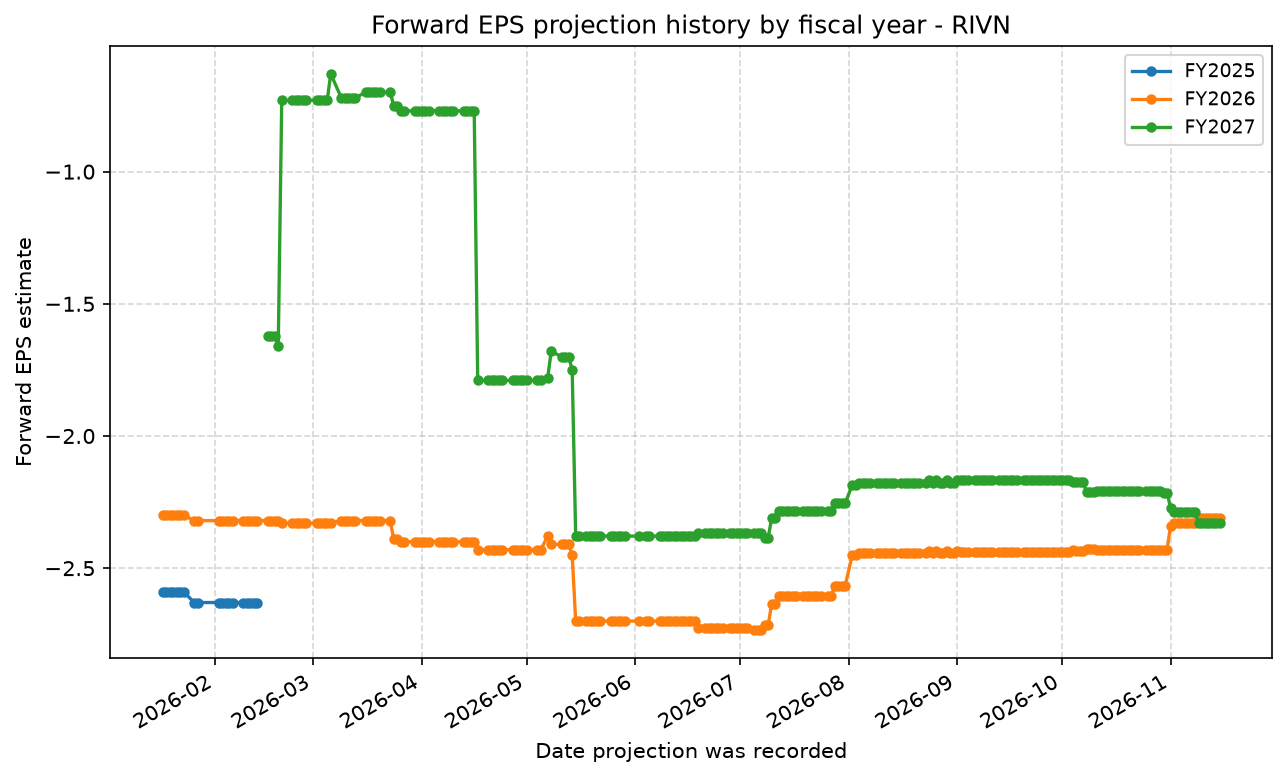 Forward EPS projection history by fiscal year - RIVN
FY2025
FY2026
FY2027
Forward EPS estimate
−1.0
−1.5
−2.0
−2.5
2026-02
2026-03
2026-04
2026-05
2026-06
2026-07
2026-08
2026-09
2026-10
2026-11
Date projection was recorded